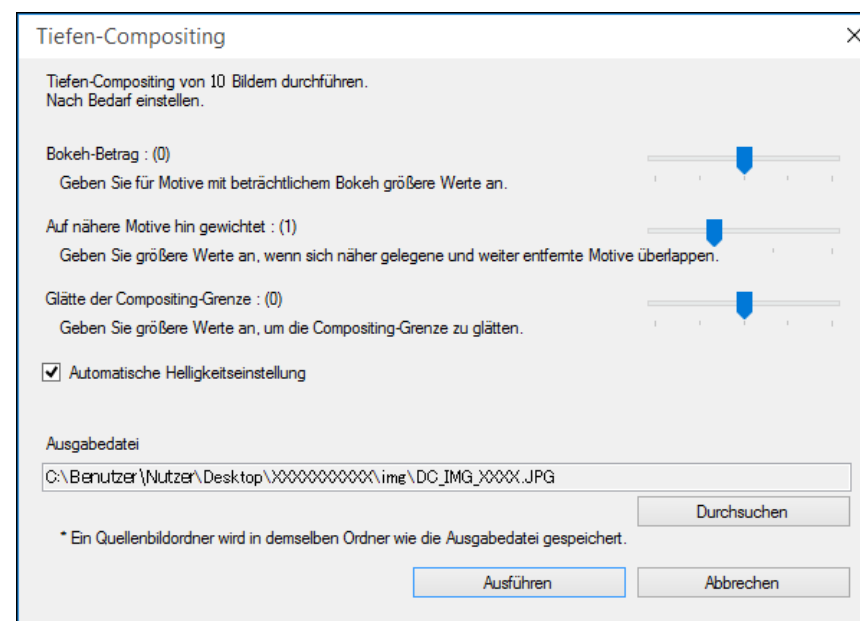 Tiefen-Compositing
Tiefen-Compositing von 10 Bildern durchführen.
Nach Bedarf einstellen.
Bokeh-Betrag : (0)
Geben Sie für Motive mit beträchtlichem Bokeh größere Werte an.
Auf nähere Motive hin gewichtet : (1)
Geben Sie größere Werte an, wenn sich näher gelegene und weiter entfernte Motive überlappen.
Glätte der Compositing-Grenze : (0)
Geben Sie größere Werte an, um die Compositing-Grenze zu glätten.
Automatische Helligkeitseinstellung
Ausgabedatei
C:\Benutzer\Nutzer\Desktop\XXXXXXXXXXX\img\DC_IMG_XXXX.JPG
Durchsuchen
* Ein Quellenbildordner wird in demselben Ordner wie die Ausgabedatei gespeichert.
Ausführen
Abbrechen